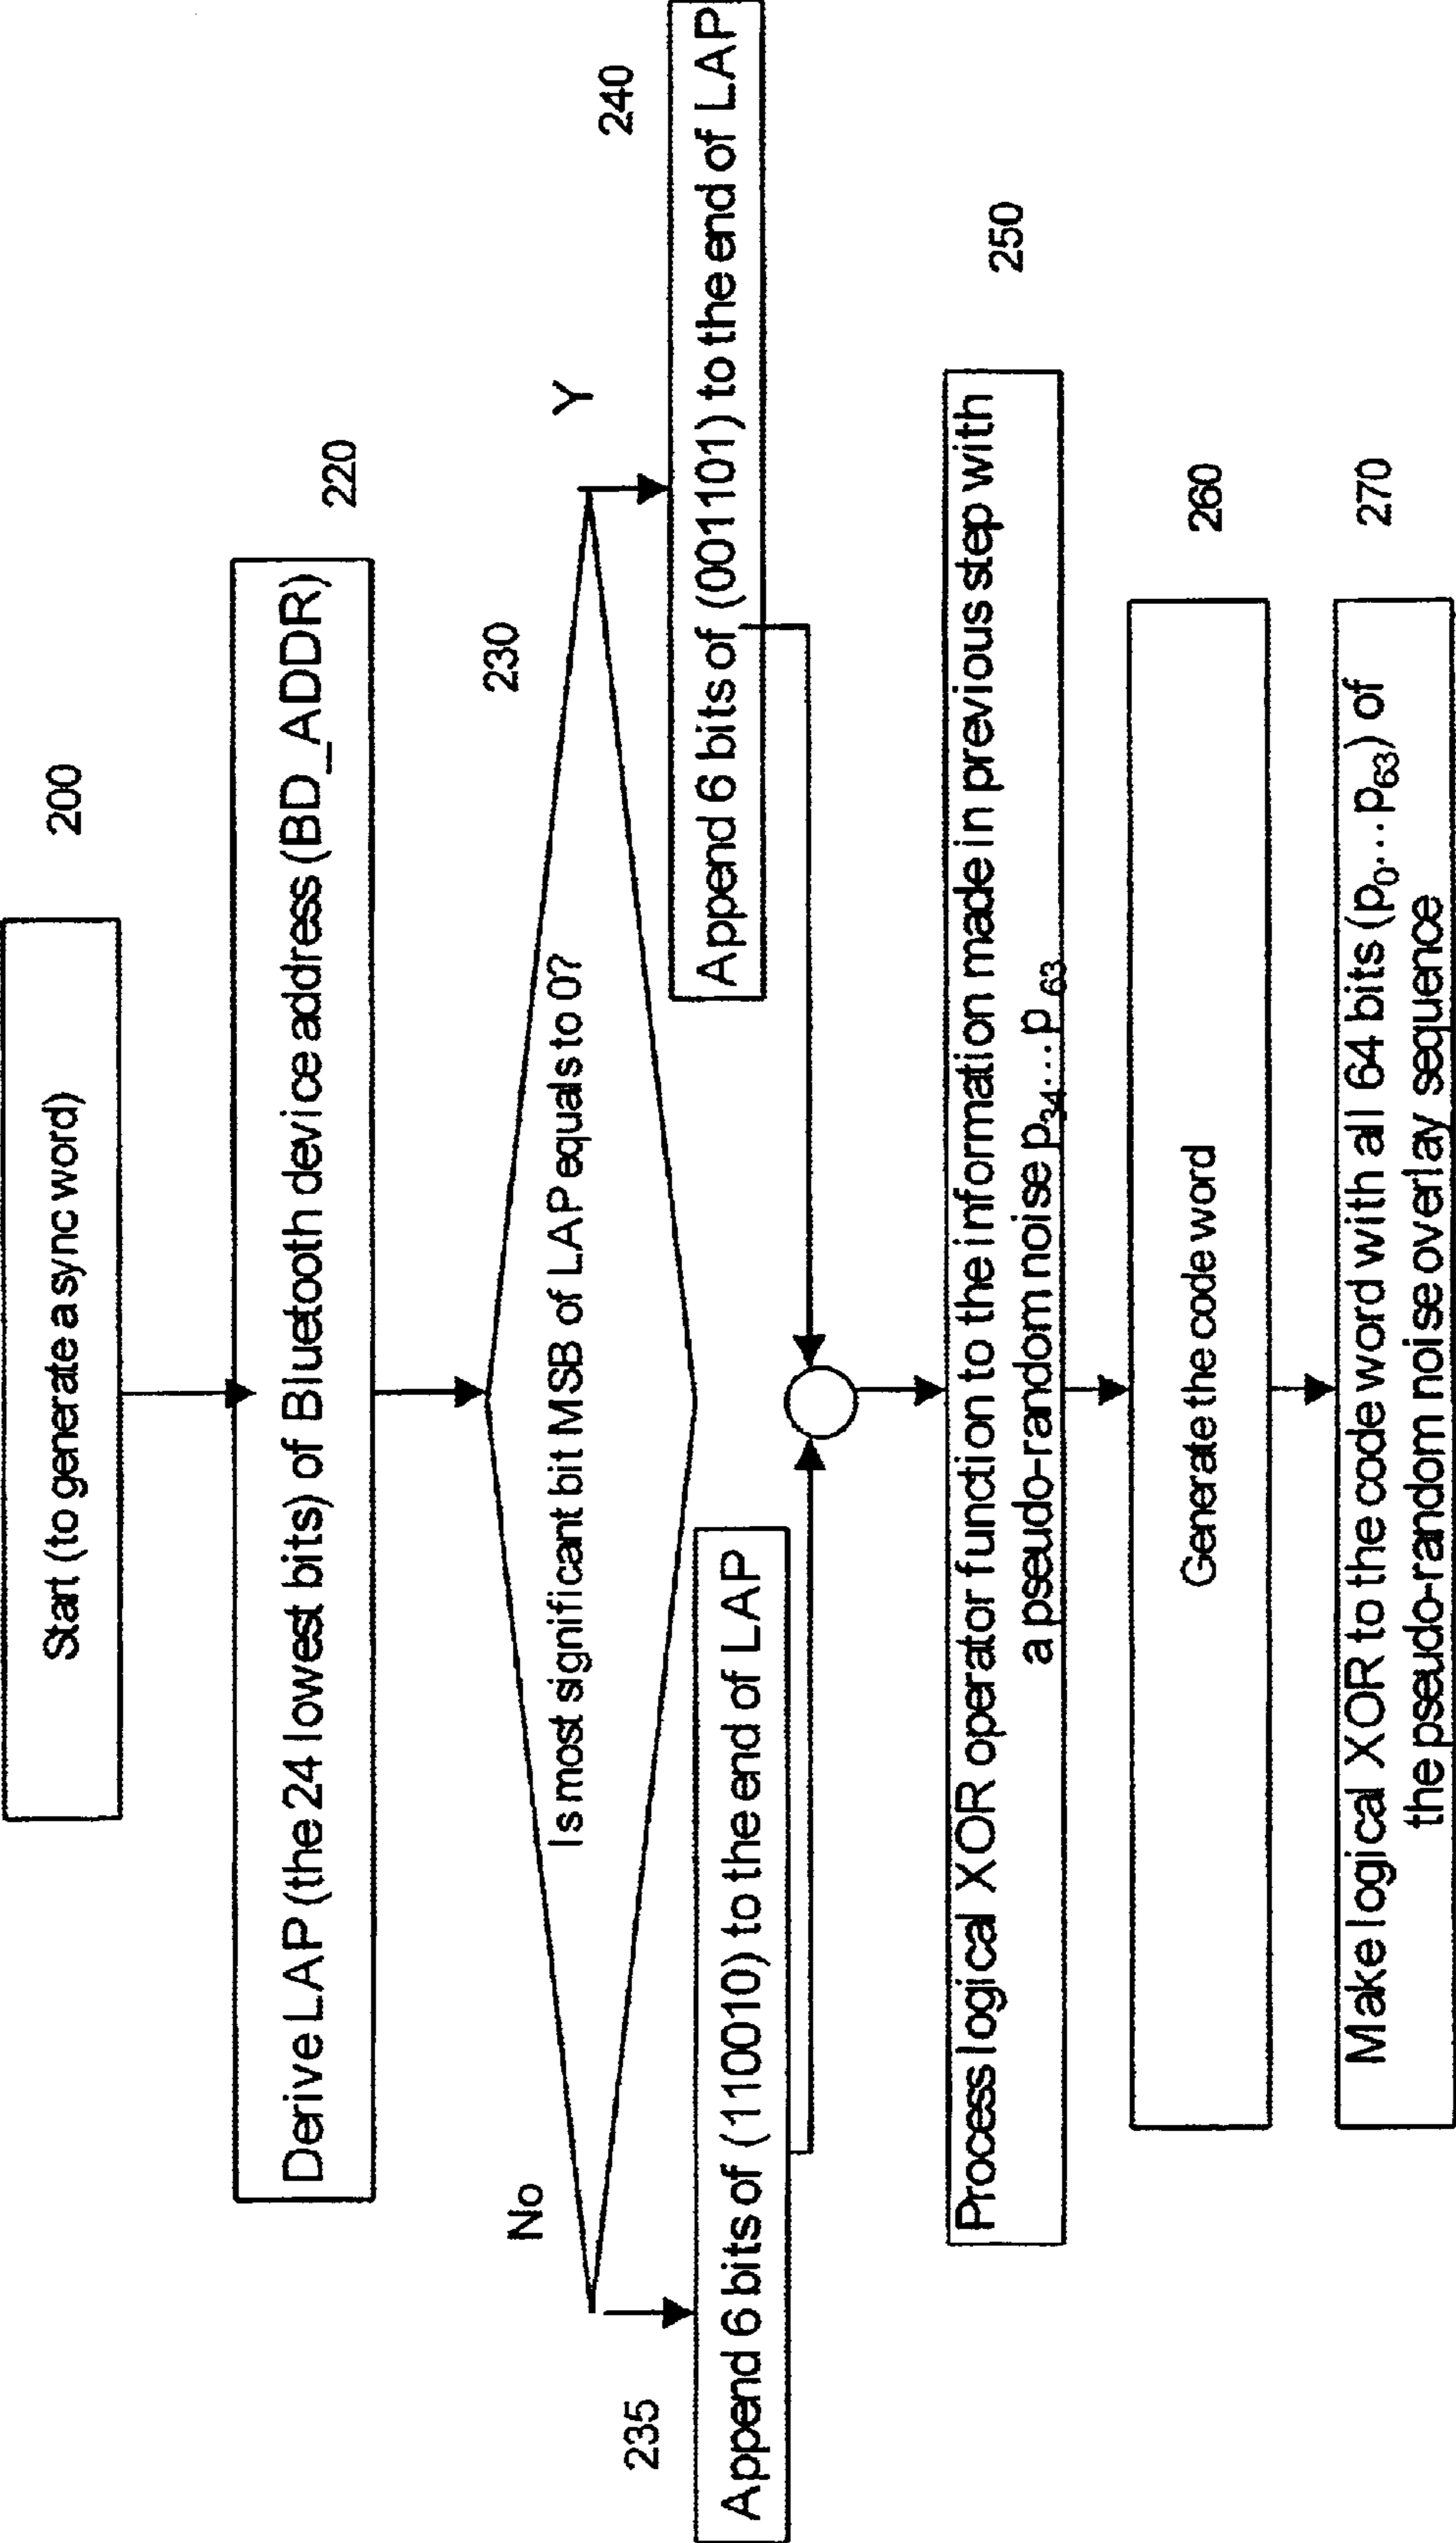 200
Start (to generate a sync word)
220
Derive LAP (the 24 lowest bits) of Bluetooth device address (BD_ADDR)
230
Is most significant bit MSB of LAP equals to 0?
No
Y
235
240
Append 6 bits of (110010) to the end of LAP
Append 6 bits of (001101) to the end of LAP
250
Process logical XOR operator function to the information made in previous step with
a pseudo-random noise p34...p63
260
Generate the code word
270
Make logical XOR to the code word with all 64 bits (p0...p63) of
the pseudo-random noise overlay sequence